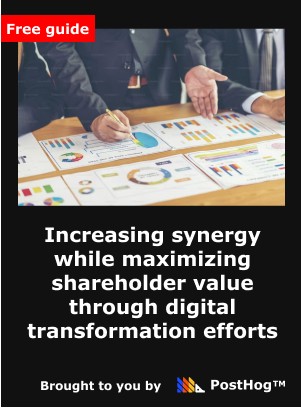 Free guide
Increasing synergy
while maximizing
shareholder value
through digital
transformation efforts
Brought to you by PostHog™